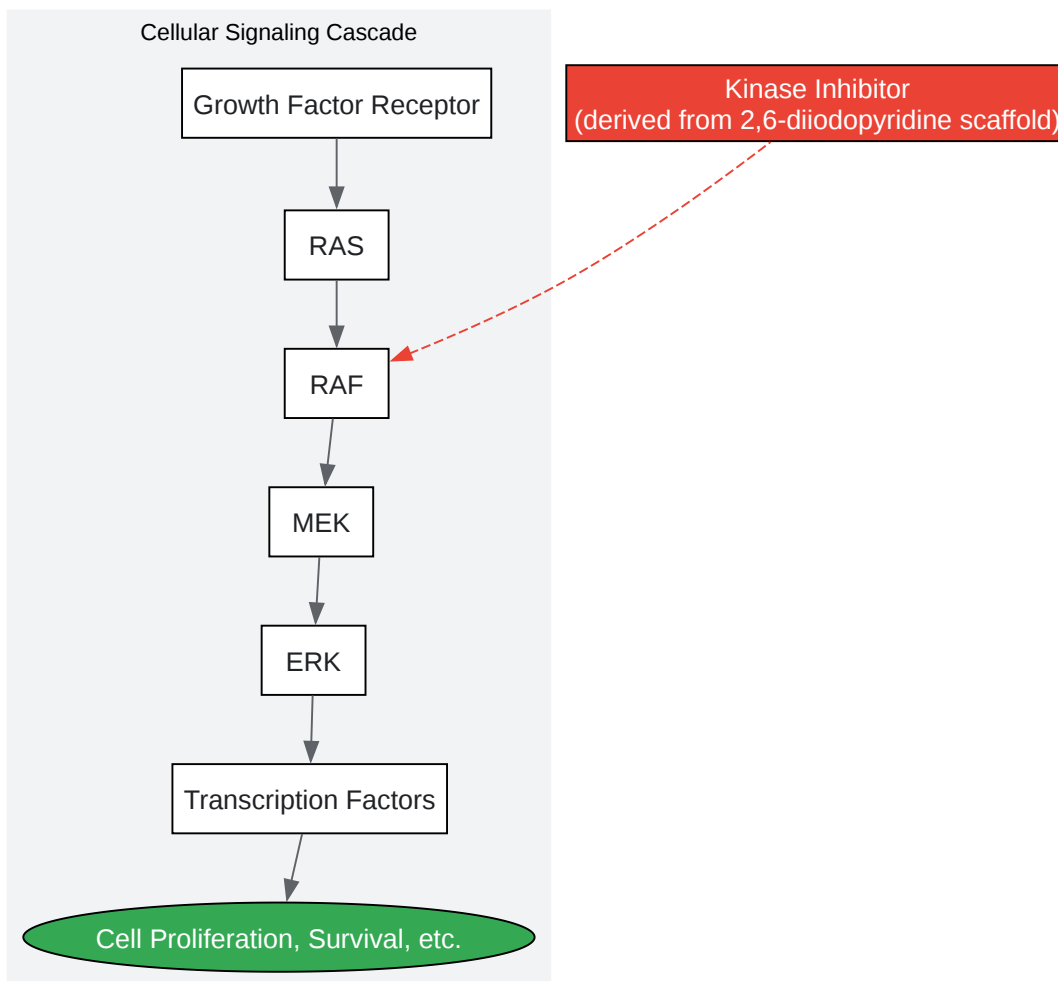 Cellular Signaling Cascade
Growth Factor Receptor
Kinase Inhibitor
(derived from 2,6-diiodopyridine scaffold)
RAS
RAF
MEK
ERK
Transcription Factors
Cell Proliferation, Survival, etc.